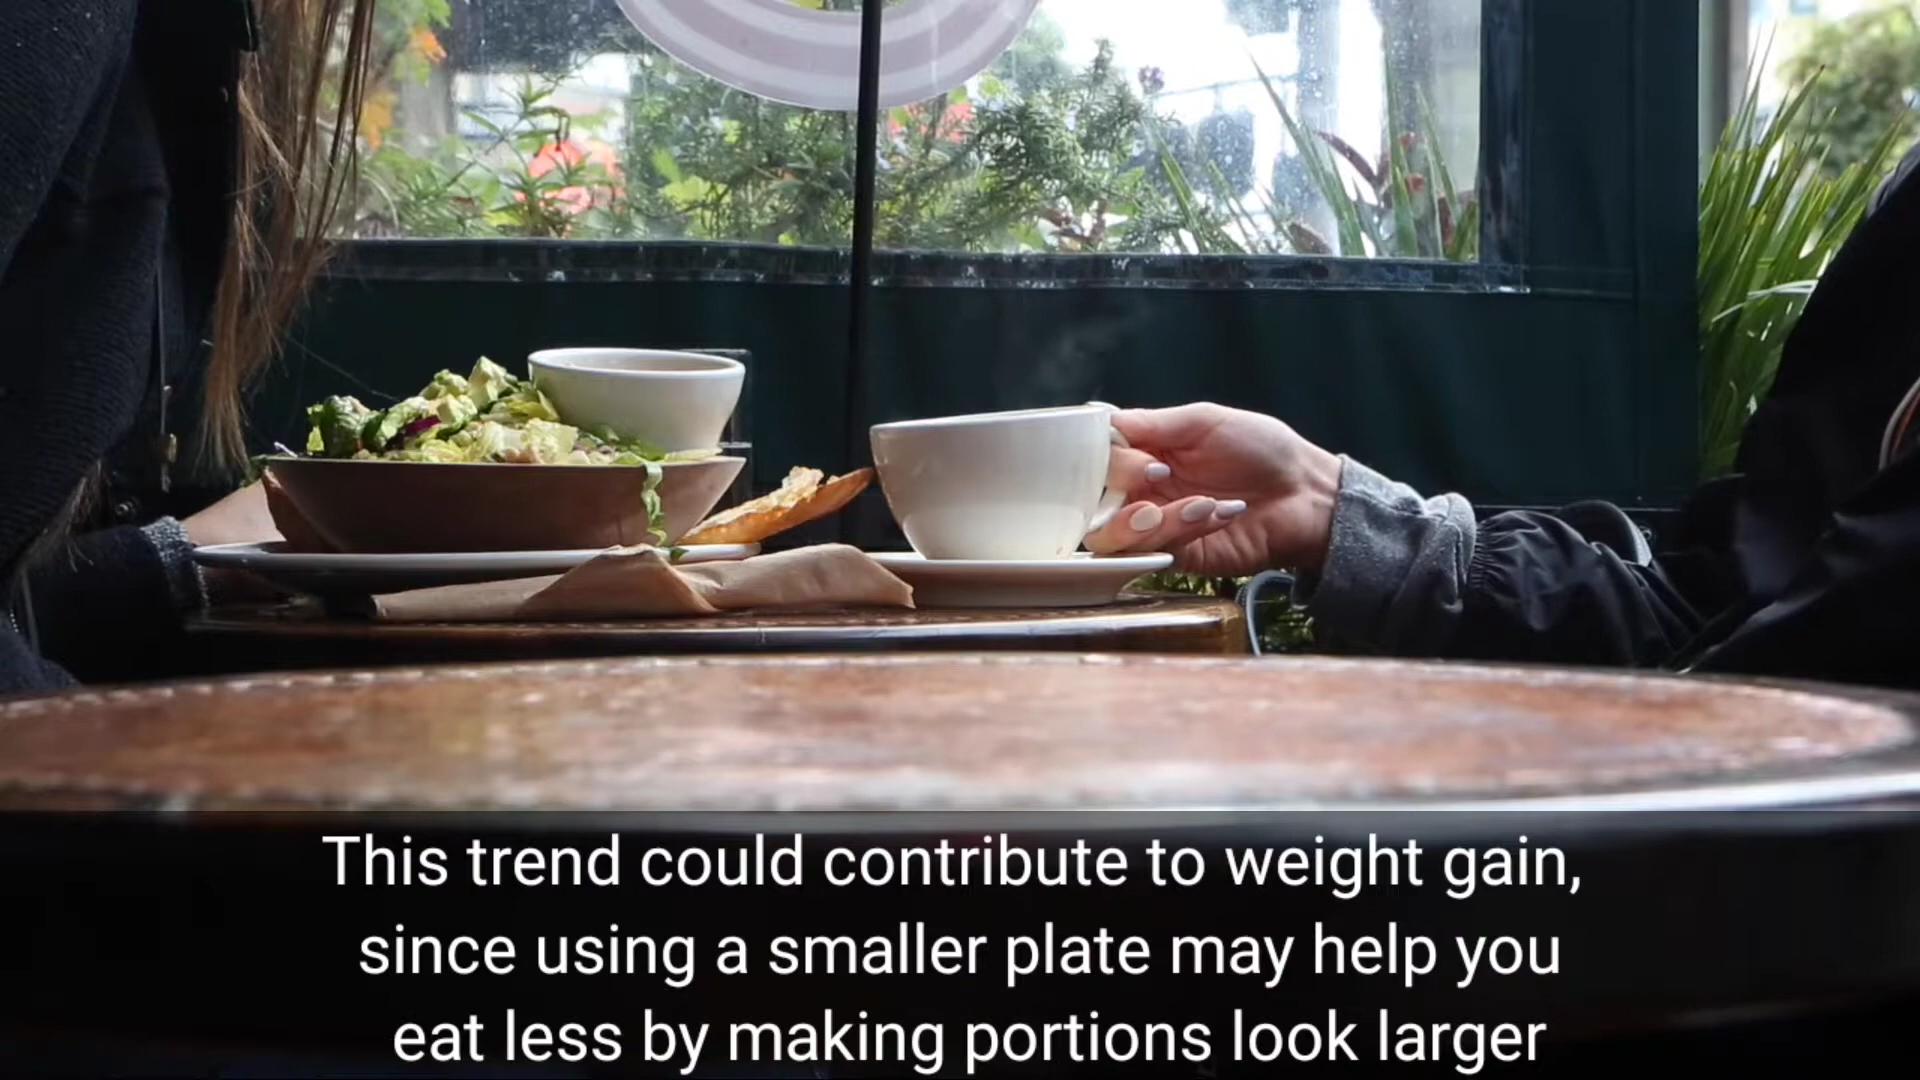 This trend could contribute to weight gain,
since using a smaller plate may help you
eat less by making portions look larger